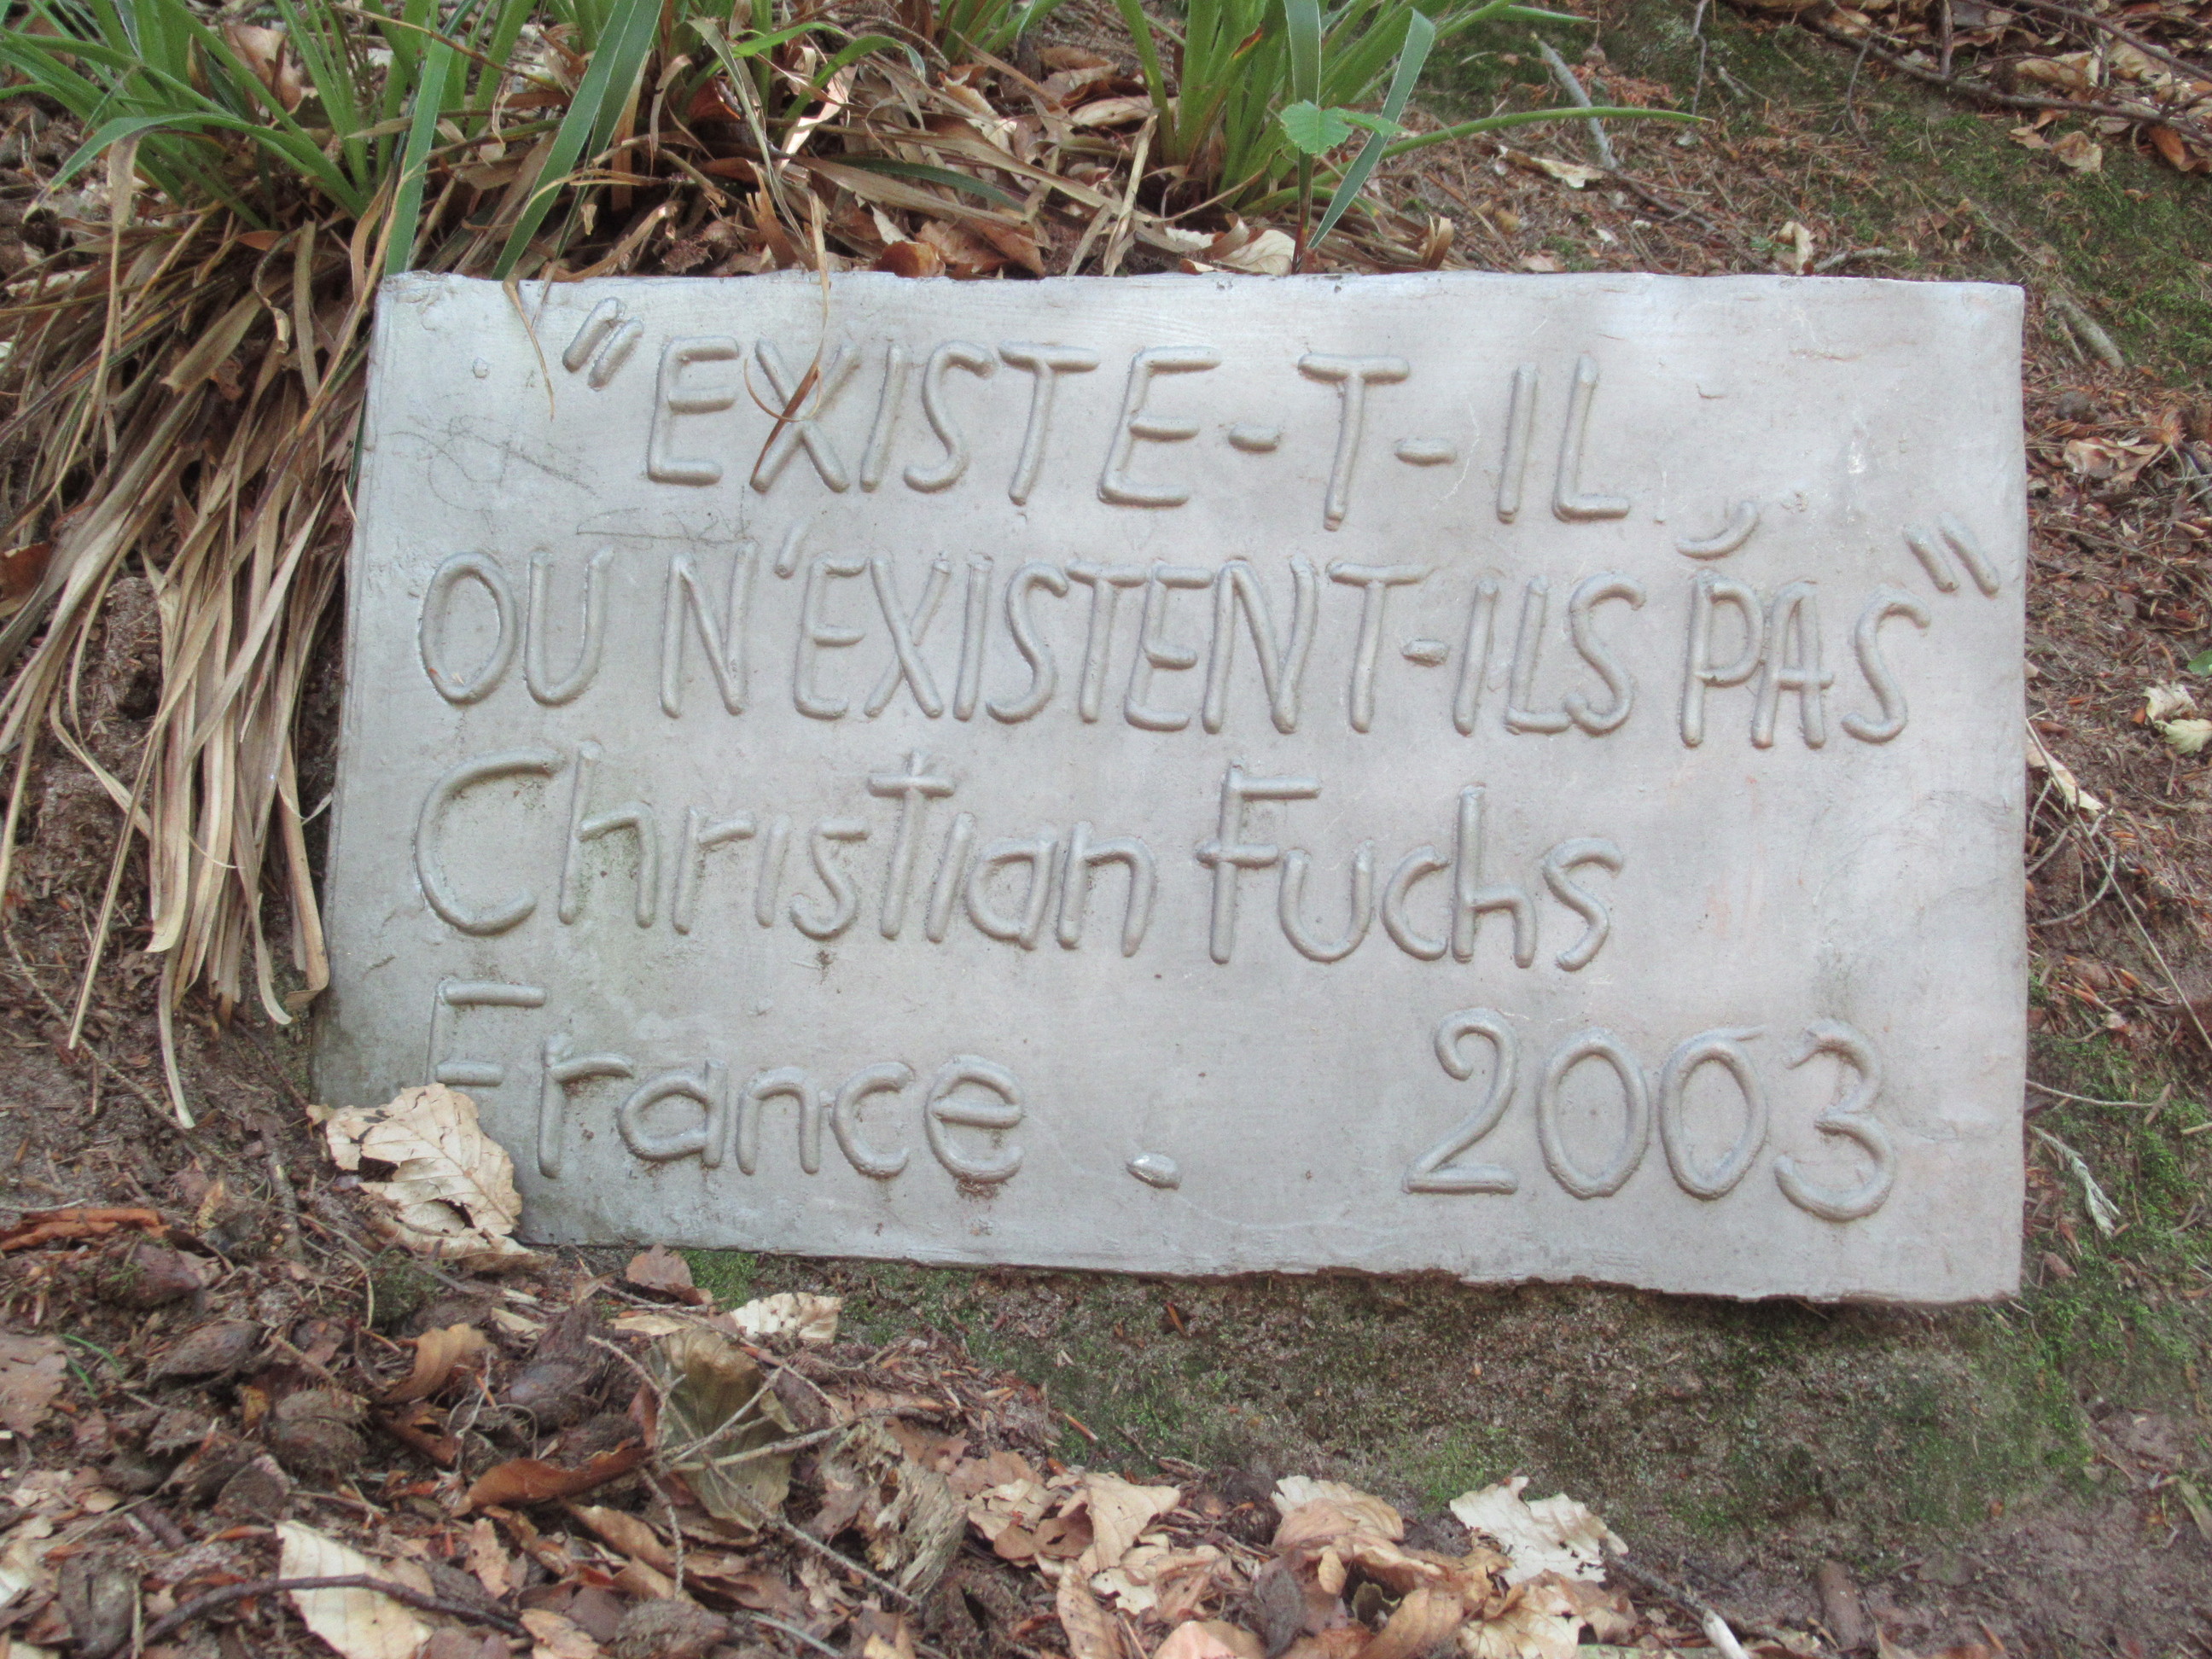 "EXISTE-T-IL,
OU N'EXISTENT-ILS PAS"
Christian Fuchs
France. 2003